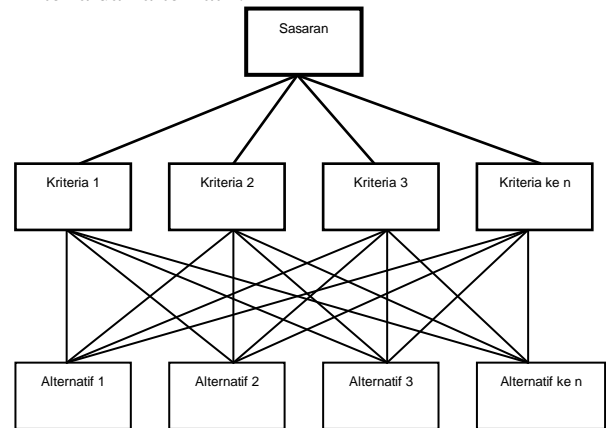 Sasaran
Kriteria 1 Kriteria 2 Kriteria 3 Kriteria ke n
Alternatif 1 Alternatif 2 Alternatif 3 Alternatif ke n